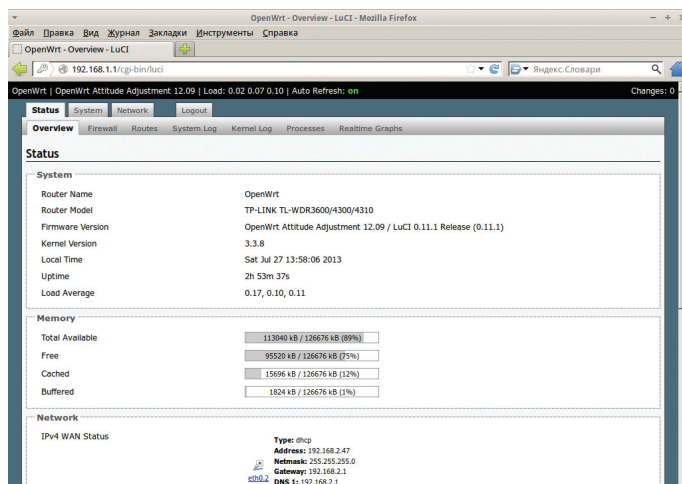 OpenWrt - Overview - LuCI - Mozilla Firefox
Файл Правка Вид Журнал Закладки Инструменты Справка
OpenWrt - Overview - LuCI
192.168.1.1/cgi-bin/luci
Яндекс.Словари
OpenWrt | OpenWrt Attitude Adjustment 12.09 | Load: 0.02 0.07 0.10 | Auto Refresh: on Changes: 0
Status System Network Logout
Overview Firewall Routes System Log Kernel Log Processes Realtime Graphs
Status
System
Router Name OpenWrt
Router Model TP-LINK TL-WDR3600/4300/4310
Firmware Version OpenWrt Attitude Adjustment 12.09 / LuCI 0.11.1 Release (0.11.1)
Kernel Version 3.3.8
Local Time Sat Jul 27 13:58:06 2013
Uptime 2h 53m 37s
Load Average 0.17, 0.10, 0.11
Memory
Total Available 113040 kB / 126676 kB (89%)
Free 95520 kB / 126676 kB (75%)
Cached 15696 kB / 126676 kB (12%)
Buffered 1824 kB / 126676 kB (1%)
Network
IPv4 WAN Status Type: dhcp
Address: 192.168.2.47
Netmask: 255.255.255.0
Gateway: 192.168.2.1
eth0.2 DNS 1: 192.168.2.1